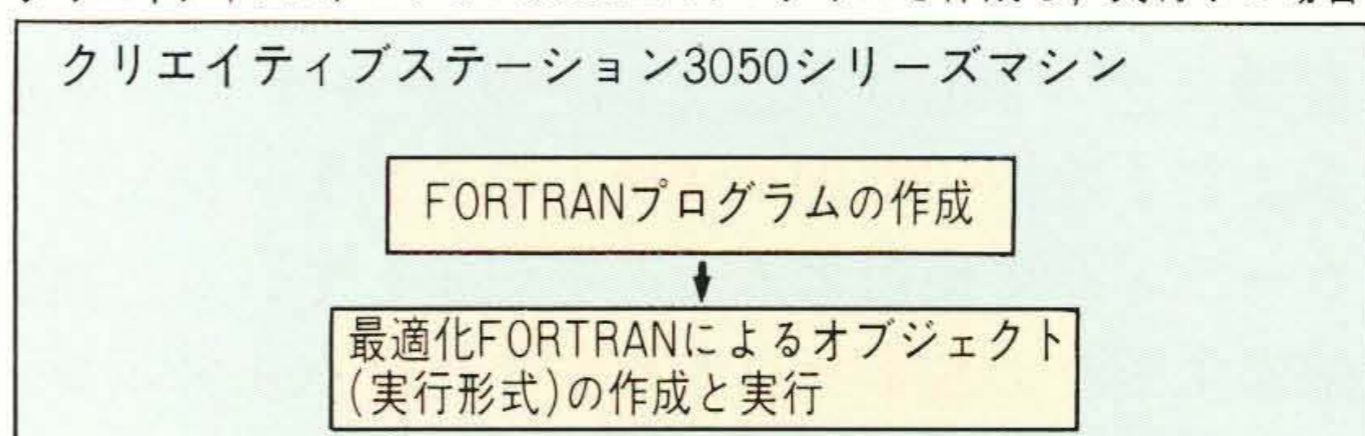 クリエイティブステーション3050シリーズマシン
FORTRANプログラムの作成
最適化FORTRANによるオブジェクト
(実行形式)の作成と実行